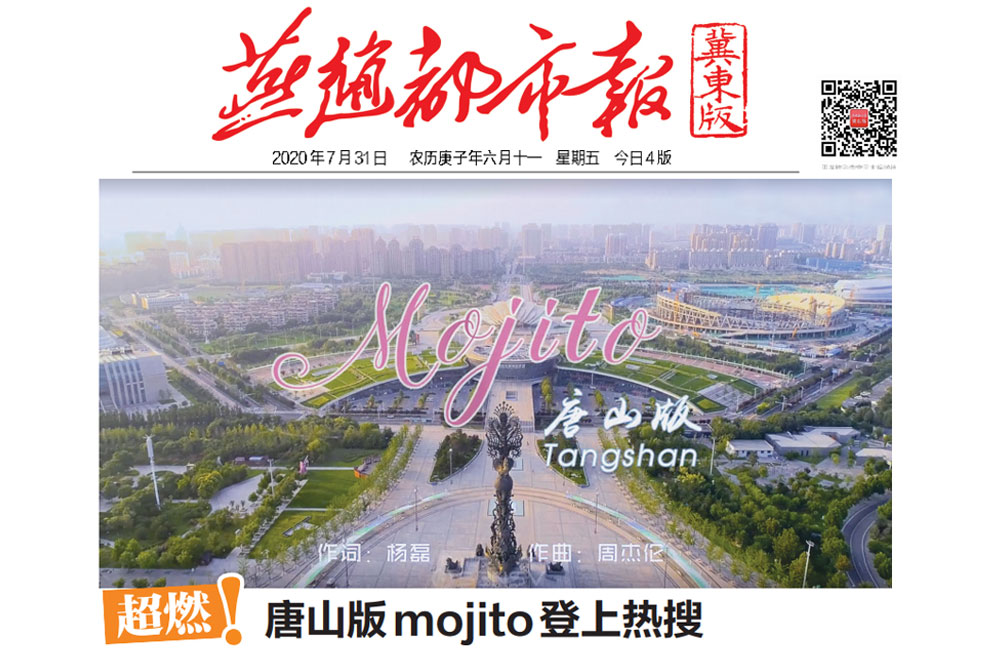 燕趙都市报
冀東版
2020年7月31日 农历庚子年六月十一 星期五 今日4版
Mojito
唐山版
Tangshan
作词：杨磊 作曲：周杰伦
超燃！
唐山版mojito登上热搜